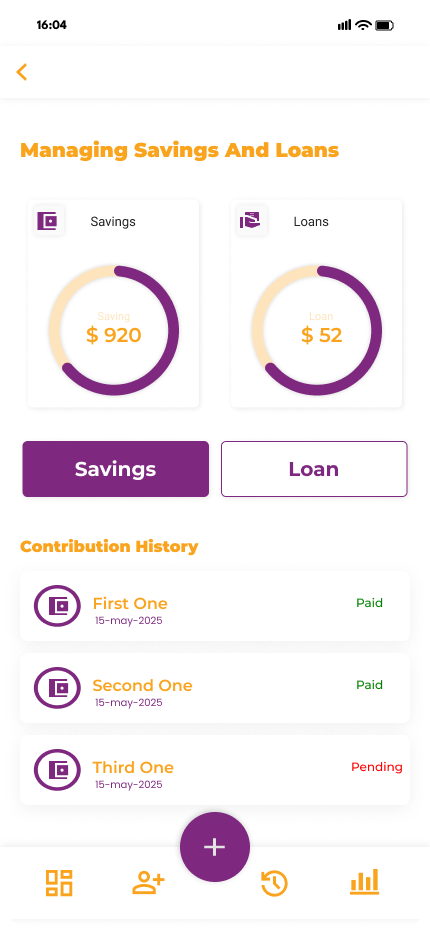 16:04
Managing Savings And Loans
Savings
Loans
Saving
$ 920
Loan
$ 52
Savings
Loan
Contribution History
First One
Paid
15-may-2025
Second One
Paid
15-may-2025
Third One
Pending
15-may-2025